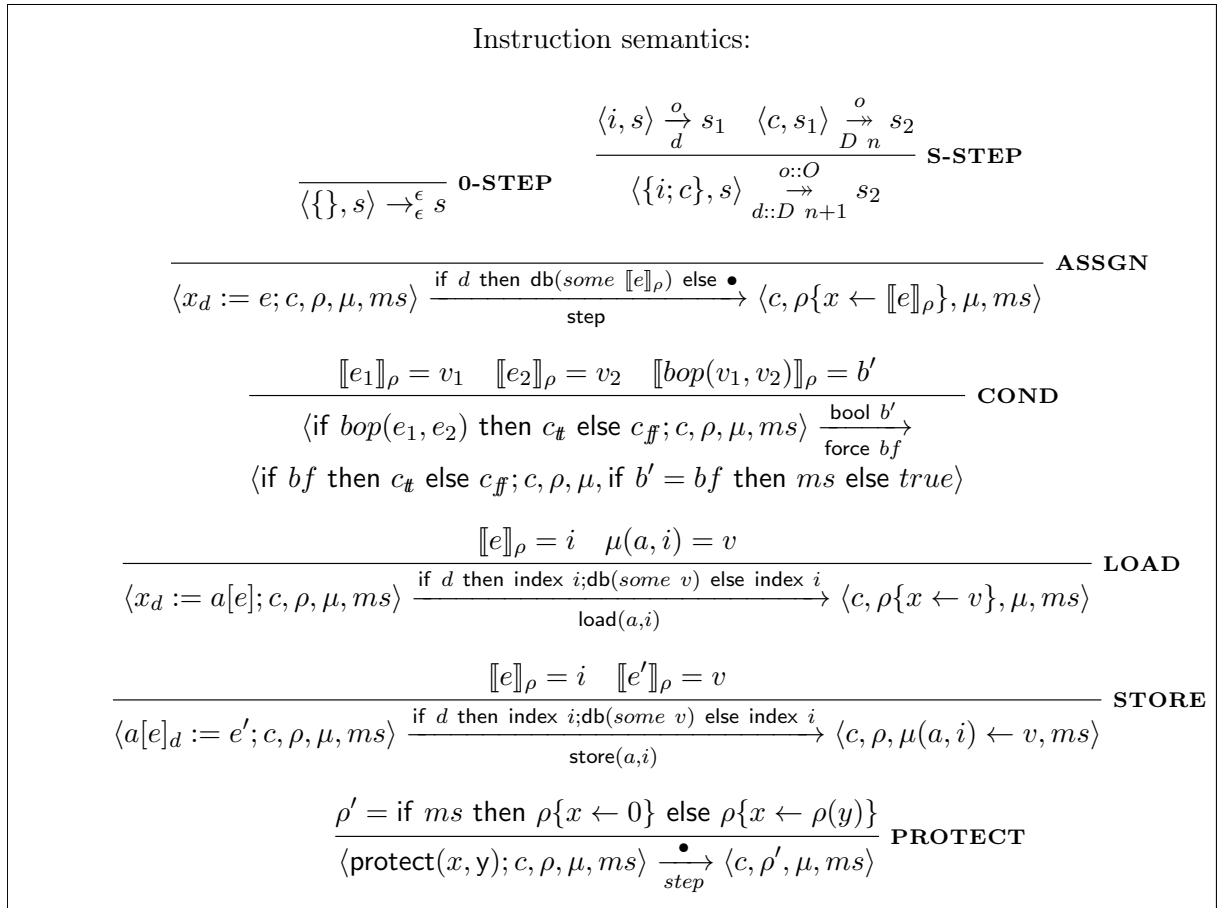 Instruction semantics:
⟨i, s⟩ →^{o}_{d} s₁   ⟨c, s₁⟩ ↠^{o}_{D n} s₂
⟨{}, s⟩ →^{ϵ}_{ϵ} s   0-STEP
⟨{i; c}, s⟩ ↠^{o::O}_{d::D n+1} s₂   S-STEP
ASSGN
⟨x_d := e; c, ρ, μ, ms⟩ →^{if d then db(some ⟦e⟧_ρ) else •}_{step} ⟨c, ρ{x ← ⟦e⟧_ρ}, μ, ms⟩
⟦e₁⟧_ρ = v₁   ⟦e₂⟧_ρ = v₂   ⟦bop(v₁, v₂)⟧_ρ = b′
COND
⟨if bop(e₁, e₂) then c_tt else c_ff; c, ρ, μ, ms⟩ →^{bool b′}_{force bf}
⟨if bf then c_tt else c_ff; c, ρ, μ, if b′ = bf then ms else true⟩
⟦e⟧_ρ = i   μ(a, i) = v
LOAD
⟨x_d := a[e]; c, ρ, μ, ms⟩ →^{if d then index i;db(some v) else index i}_{load(a,i)} ⟨c, ρ{x ← v}, μ, ms⟩
⟦e⟧_ρ = i   ⟦e′⟧_ρ = v
STORE
⟨a[e]_d := e′; c, ρ, μ, ms⟩ →^{if d then index i;db(some v) else index i}_{store(a,i)} ⟨c, ρ, μ(a, i) ← v, ms⟩
ρ′ = if ms then ρ{x ← 0} else ρ{x ← ρ(y)}
PROTECT
⟨protect(x, y); c, ρ, μ, ms⟩ →^{•}_{step} ⟨c, ρ′, μ, ms⟩